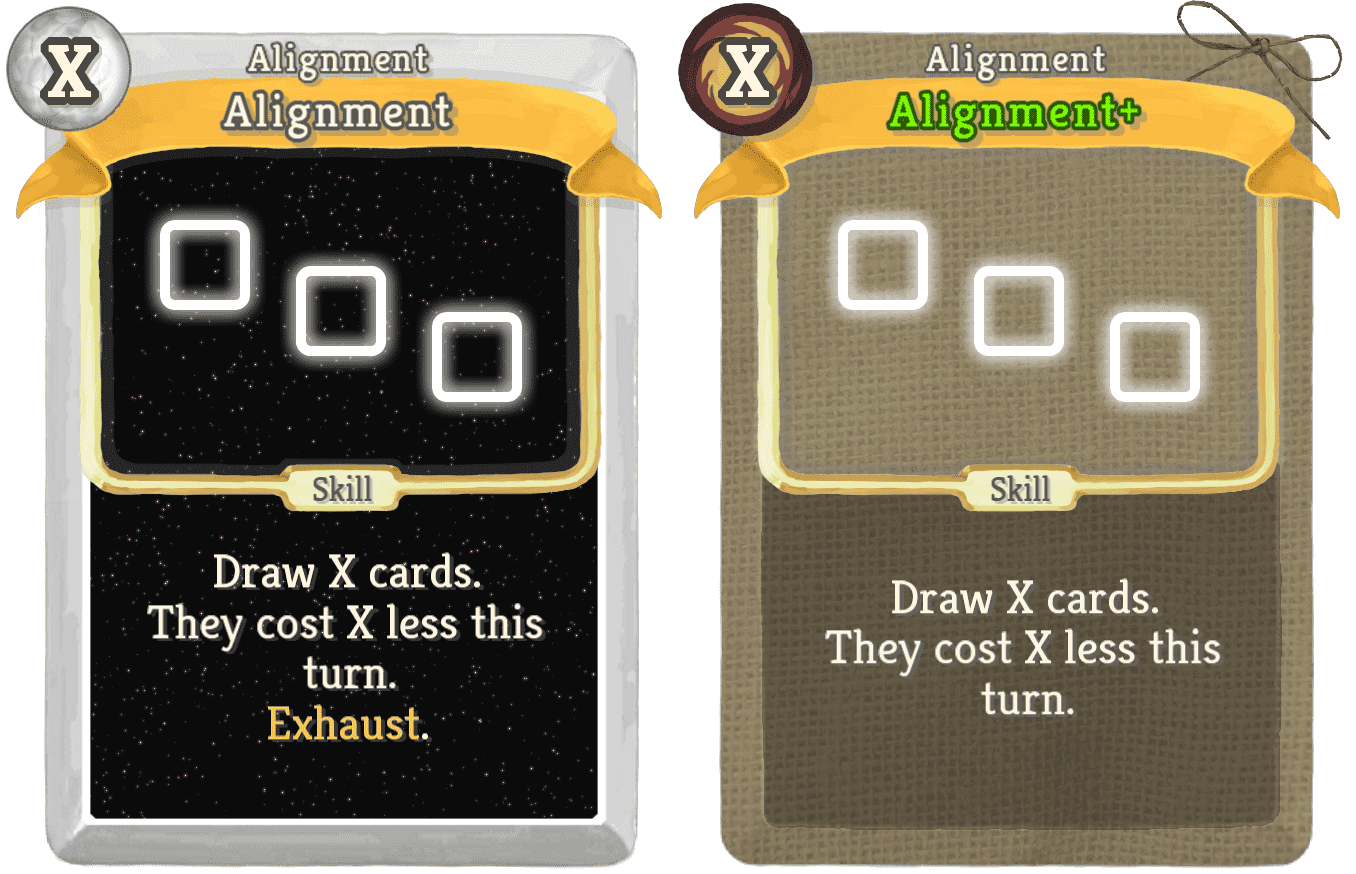 X
Alignment
Alignment
Skill
Draw X cards.
They cost X less this
turn.
Exhaust.
X
Alignment
Alignment+
Skill
Draw X cards.
They cost X less this
turn.